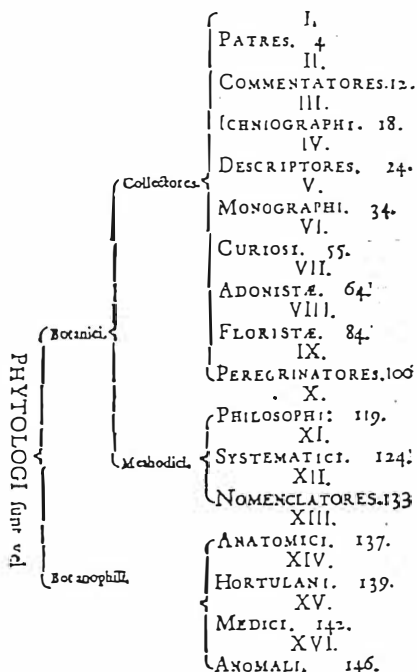 I.
PATRES. 4
II.
COMMENTATORES. 12.
III.
ICHNIOGRAPHI. 18.
IV.
DESCRIPTORES. 24.
V.
MONOGRAPHI. 34.
VI.
CURIOSI. 55.
VII.
ADONISTÆ. 64.
VIII.
FLORISTÆ. 84.
IX.
PEREGRINATORES. 100
X.
PHILOSOPHI: 119.
XI.
SYSTEMATICI. 124.
XII.
NOMENCLATORES. 133
XIII.
ANATOMICI. 137.
XIV.
HORTULANI. 139.
XV.
MEDICI. 142.
XVI.
ANOMALI. 146.
Collectores.
Methodici.
Botanici.
Botanophili.
PHYTOLOGI sunt vel